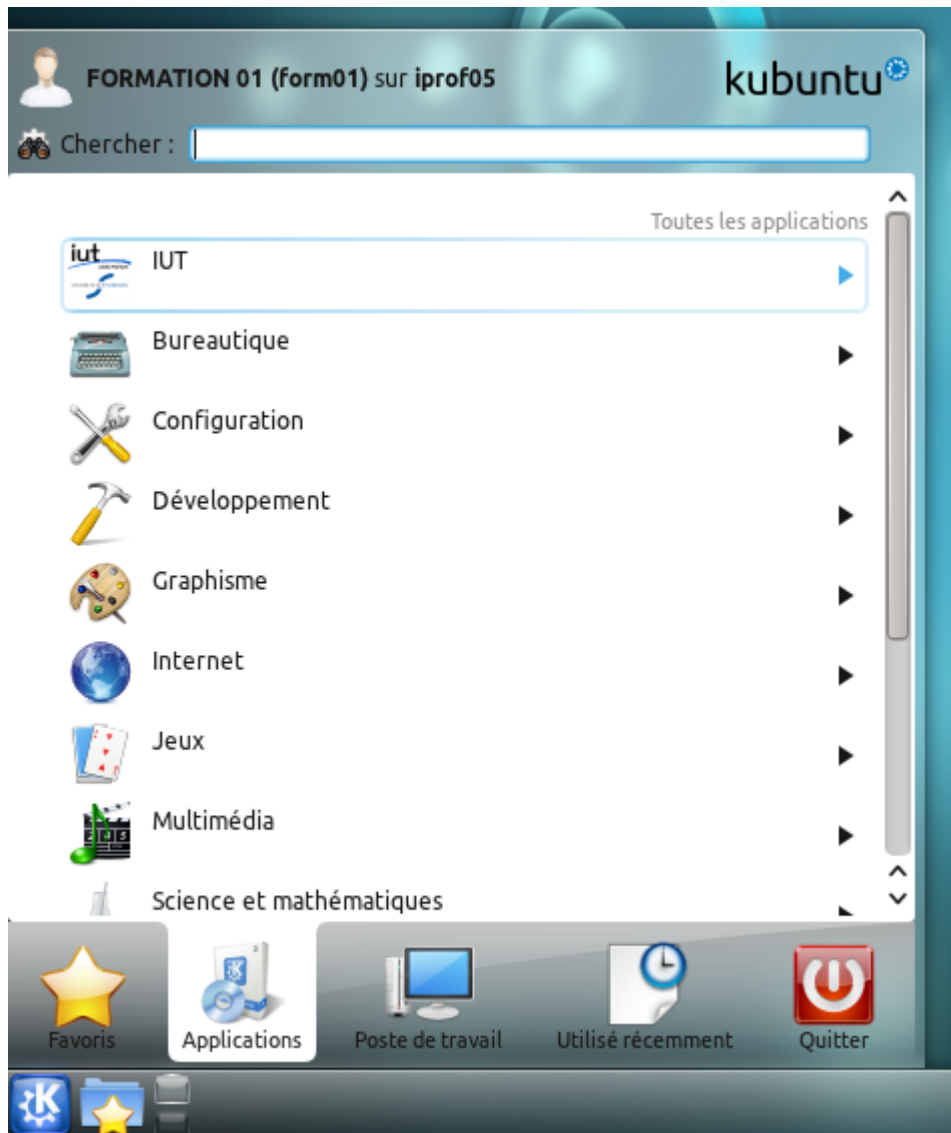 FORMATION 01 (form01) sur iprof05
kubuntu
Chercher :
Toutes les applications
iut
IUT
Bureautique
Configuration
Développement
Graphisme
Internet
Jeux
Multimédia
Science et mathématiques
Favoris
Applications
Poste de travail
Utilisé récemment
Quitter